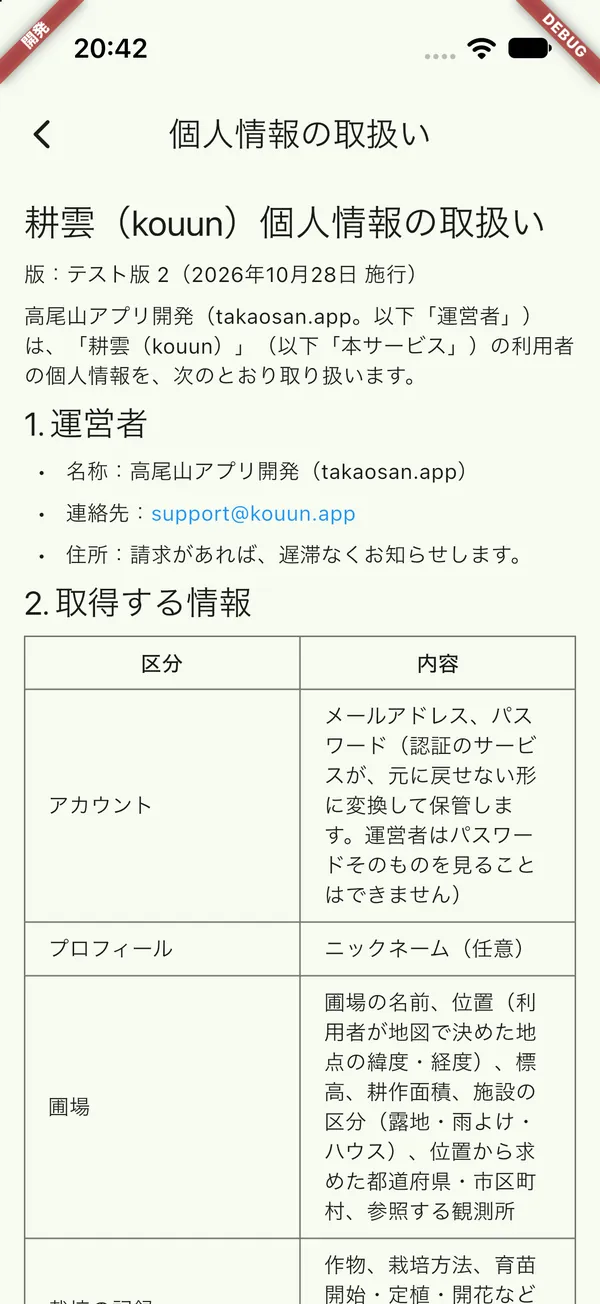 開発
DEBUG
20:42
個人情報の取扱い
耕雲（kouun）個人情報の取扱い
版：テスト版 2（2026年10月28日 施行）
高尾山アプリ開発（takaosan.app。以下「運営者」）
は、「耕雲（kouun）」（以下「本サービス」）の利用者
の個人情報を、次のとおり取り扱います。
1. 運営者
• 名称：高尾山アプリ開発（takaosan.app）
• 連絡先：support@kouun.app
• 住所：請求があれば、遅滞なくお知らせします。
2. 取得する情報
区分 内容
アカウント
メールアドレス、パス
ワード（認証のサービ
スが、元に戻せない形
に変換して保管しま
す。運営者はパスワー
ドそのものを見ること
はできません）
プロフィール ニックネーム（任意）
圃場
圃場の名前、位置（利
用者が地図で決めた地
点の緯度・経度）、標
高、耕作面積、施設の
区分（露地・雨よけ・
ハウス）、位置から求
めた都道府県・市区町
村、参照する観測所
作物、栽培方法、育苗
開始・定植・開花など